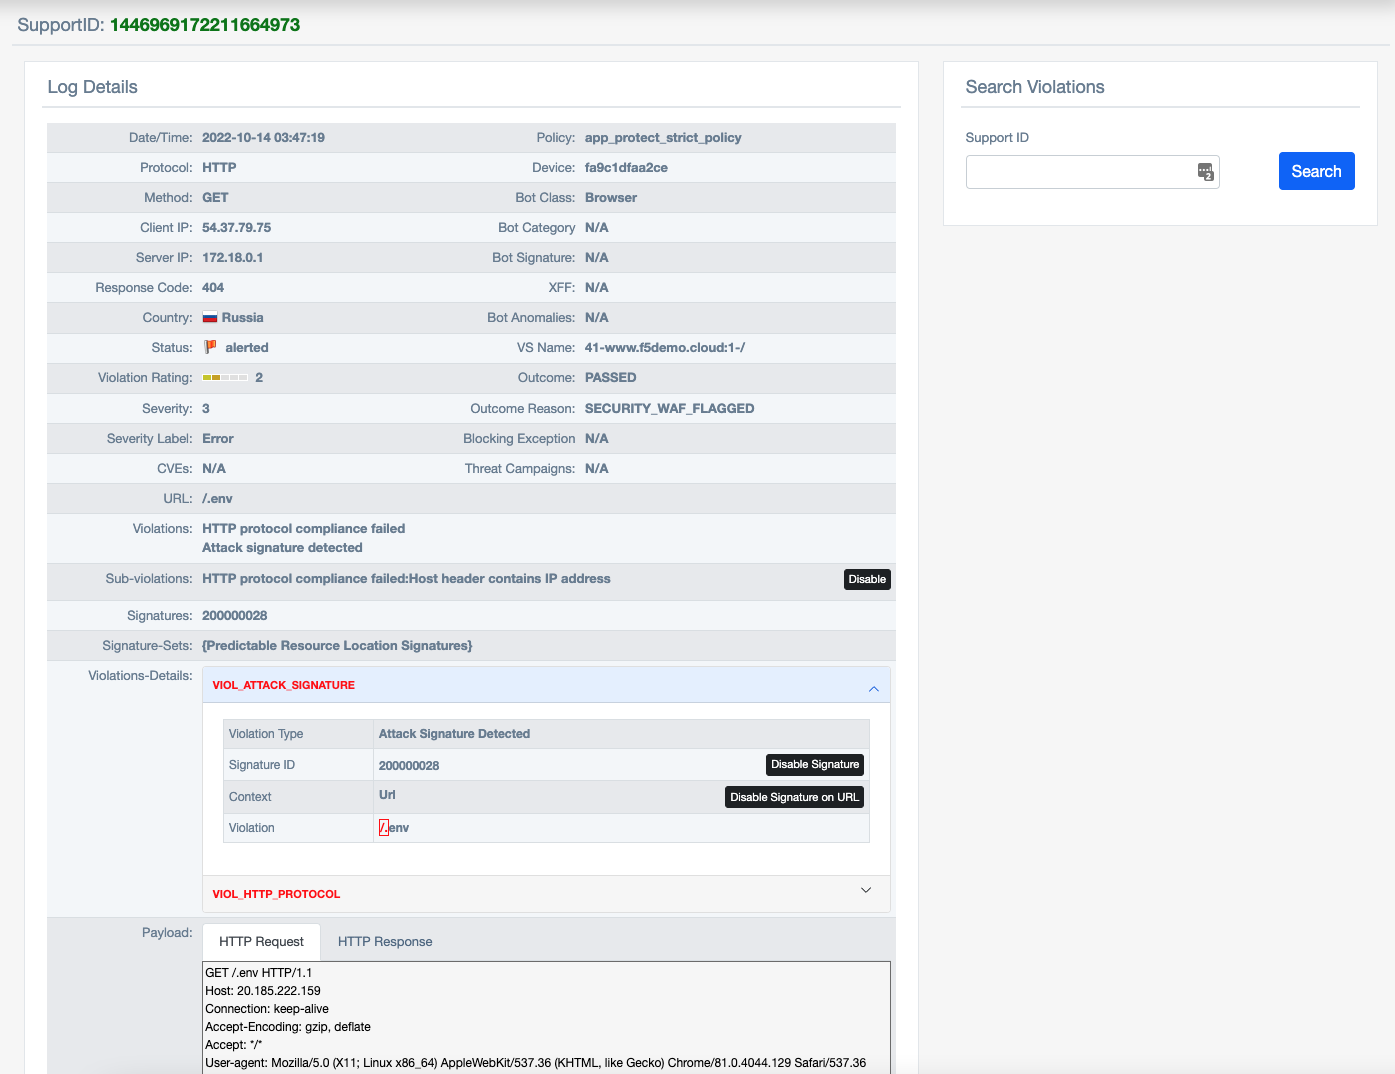 SupportID: 1446969172211664973
Log Details
Date/Time: 2022-10-14 03:47:19 Policy: app_protect_strict_policy
Protocol: HTTP Device: fa9c1dfaa2ce
Method: GET Bot Class: Browser
Client IP: 54.37.79.75 Bot Category N/A
Server IP: 172.18.0.1 Bot Signature: N/A
Response Code: 404 XFF: N/A
Country: Russia Bot Anomalies: N/A
Status: alerted VS Name: 41-www.f5demo.cloud:1-/
Violation Rating: 2 Outcome: PASSED
Severity: 3 Outcome Reason: SECURITY_WAF_FLAGGED
Severity Label: Error Blocking Exception N/A
CVEs: N/A Threat Campaigns: N/A
URL: /.env
Violations: HTTP protocol compliance failed
Attack signature detected
Sub-violations: HTTP protocol compliance failed:Host header contains IP address Disable
Signatures: 200000028
Signature-Sets: {Predictable Resource Location Signatures}
Violations-Details: VIOL_ATTACK_SIGNATURE
Violation Type Attack Signature Detected
Signature ID 200000028 Disable Signature
Context Url Disable Signature on URL
Violation /.env
VIOL_HTTP_PROTOCOL
Payload: HTTP Request HTTP Response
GET /.env HTTP/1.1
Host: 20.185.222.159
Connection: keep-alive
Accept-Encoding: gzip, deflate
Accept: */*
User-agent: Mozilla/5.0 (X11; Linux x86_64) AppleWebKit/537.36 (KHTML, like Gecko) Chrome/81.0.4044.129 Safari/537.36
Search Violations
Support ID
2
Search